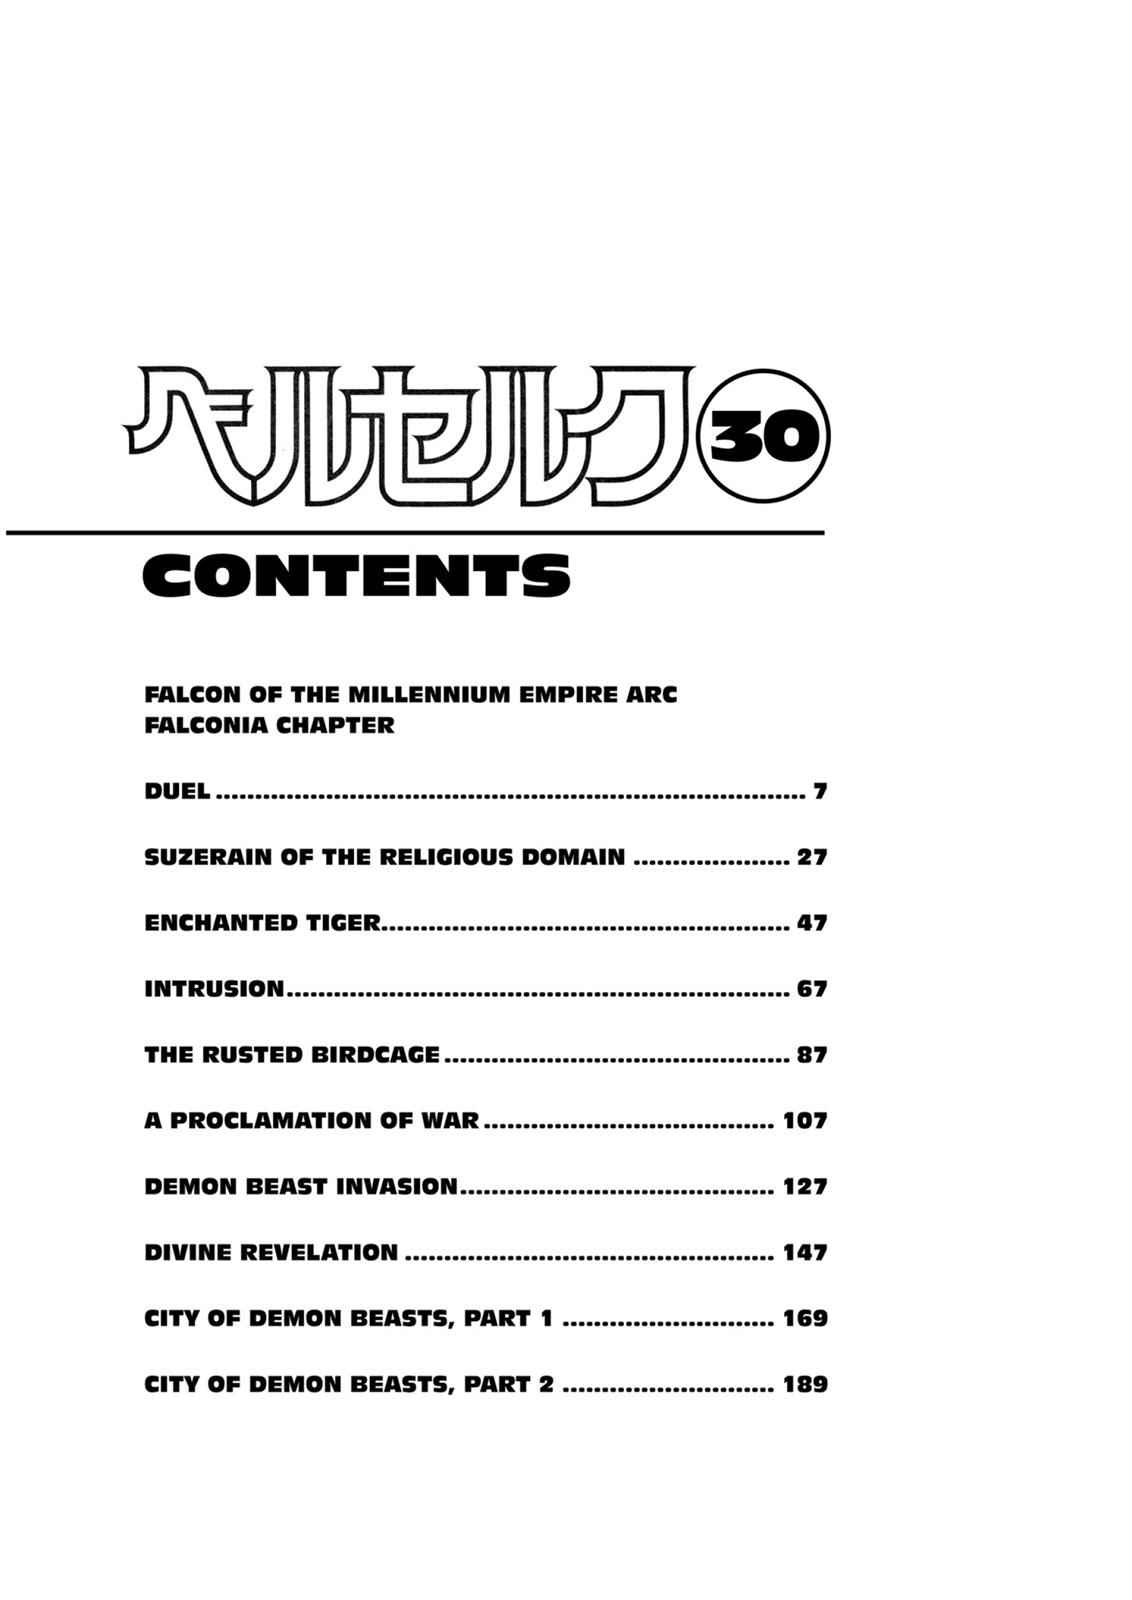 ベルセルク 30
CONTENTS
FALCON OF THE MILLENNIUM EMPIRE ARC
FALCONIA CHAPTER
DUEL ........................................................................... 7
SUZERAIN OF THE RELIGIOUS DOMAIN .................... 27
ENCHANTED TIGER.................................................... 47
INTRUSION................................................................ 67
THE RUSTED BIRDCAGE............................................ 87
A PROCLAMATION OF WAR..................................... 107
DEMON BEAST INVASION........................................ 127
DIVINE REVELATION ............................................... 147
CITY OF DEMON BEASTS, PART 1 ........................... 169
CITY OF DEMON BEASTS, PART 2 ........................... 189